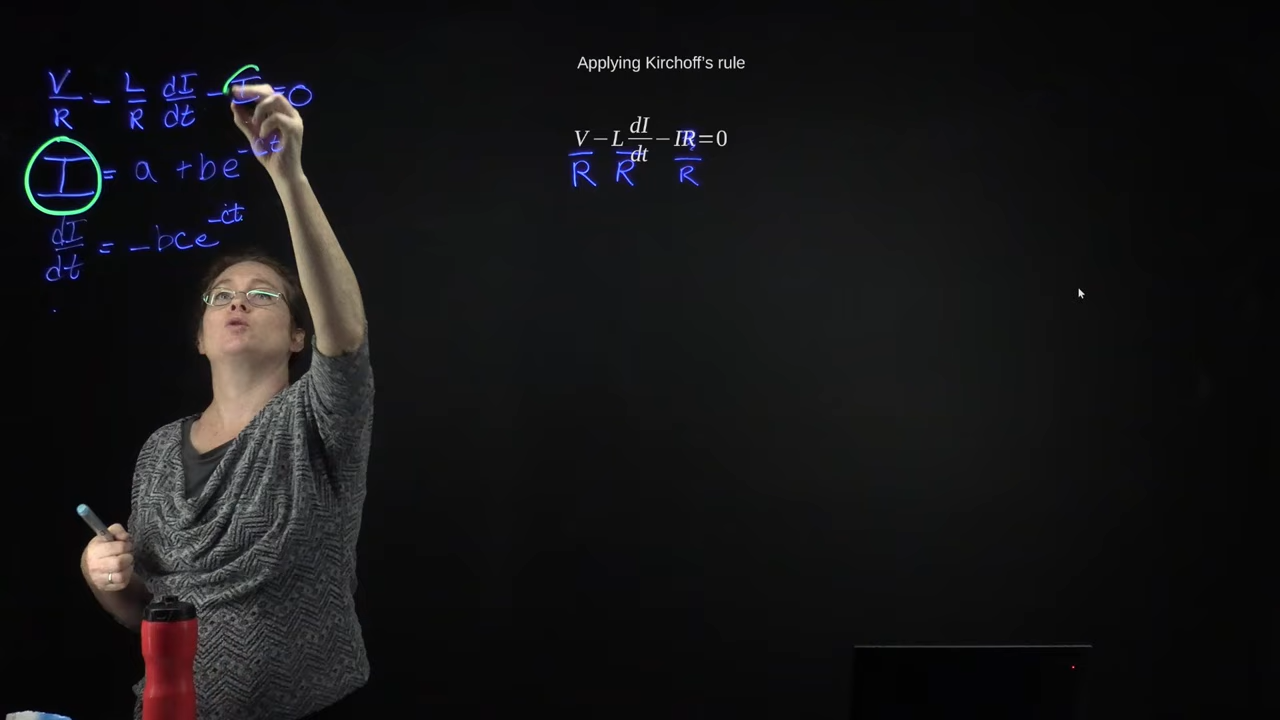 V/R - L/R dI/dt - I = 0
I = a + be^-ct
dI/dt = -bce^-ct
Applying Kirchoff's rule
V − L dI/dt − IR = 0
R R R/R